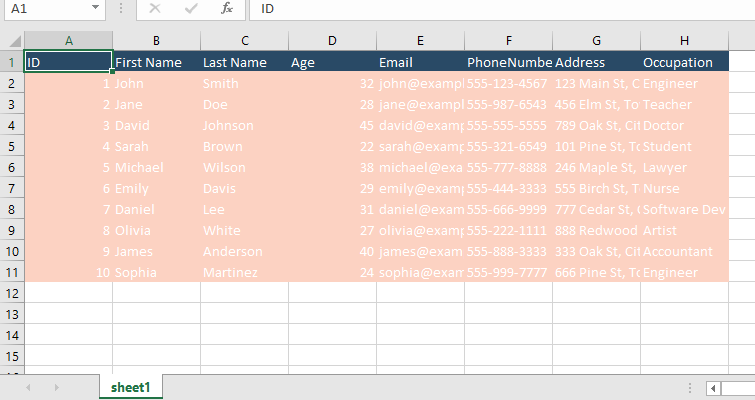 A1 fx ID
A B C D E F G H
1 ID First Name Last Name Age Email PhoneNumbe Address Occupation
2 1 John Smith 32 john@exampl 555-123-4567 123 Main St, C Engineer
3 2 Jane Doe 28 jane@exampl 555-987-6543 456 Elm St, To Teacher
4 3 David Johnson 45 david@examp 555-555-5555 789 Oak St, Cit Doctor
5 4 Sarah Brown 22 sarah@examp 555-321-6549 101 Pine St, To Student
6 5 Michael Wilson 38 michael@exa 555-777-8888 246 Maple St, Lawyer
7 6 Emily Davis 29 emily@examp 555-444-3333 555 Birch St, T Nurse
8 7 Daniel Lee 31 daniel@exam 555-666-9999 777 Cedar St, Software Dev
9 8 Olivia White 27 olivia@examp 555-222-1111 888 Redwood Artist
10 9 James Anderson 40 james@exam 555-888-3333 333 Oak St, Cit Accountant
11 10 Sophia Martinez 24 sophia@exam 555-999-7777 666 Pine St, To Engineer
12
13
14
15
sheet1